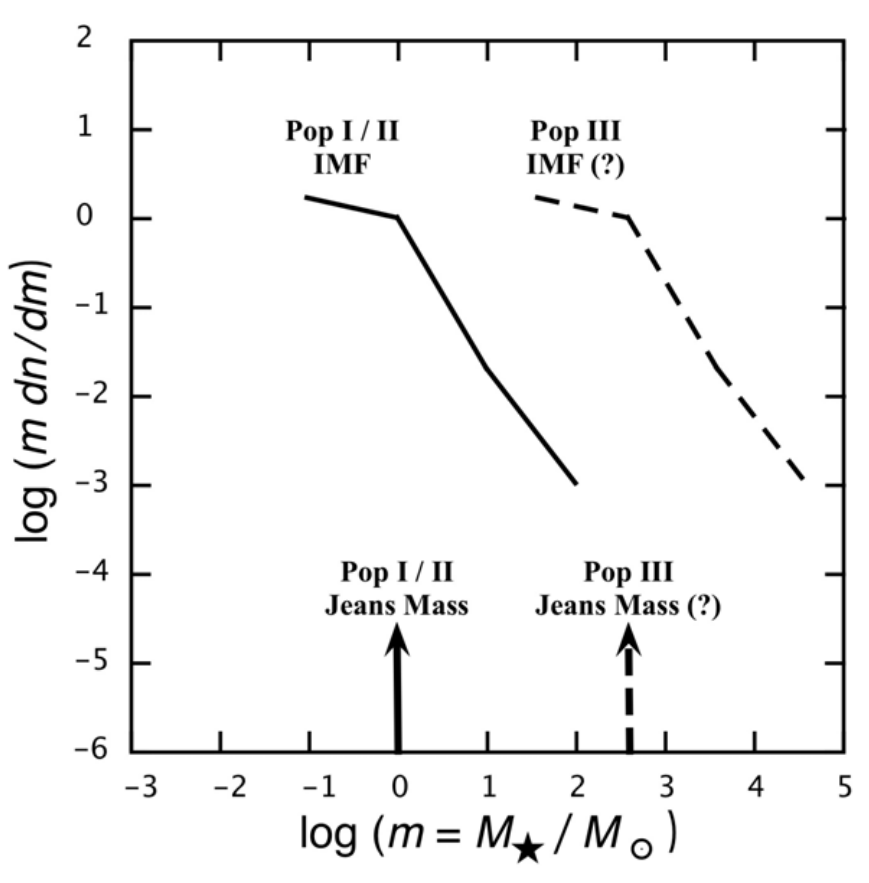 2
1
0
−1
−2
−3
−4
−5
−6
log (m dn/dm)
Pop I / II
IMF
Pop III
IMF (?)
Pop I / II
Jeans Mass
Pop III
Jeans Mass (?)
−3 −2 −1 0 1 2 3 4 5
log (m = M★ / M⊙ )